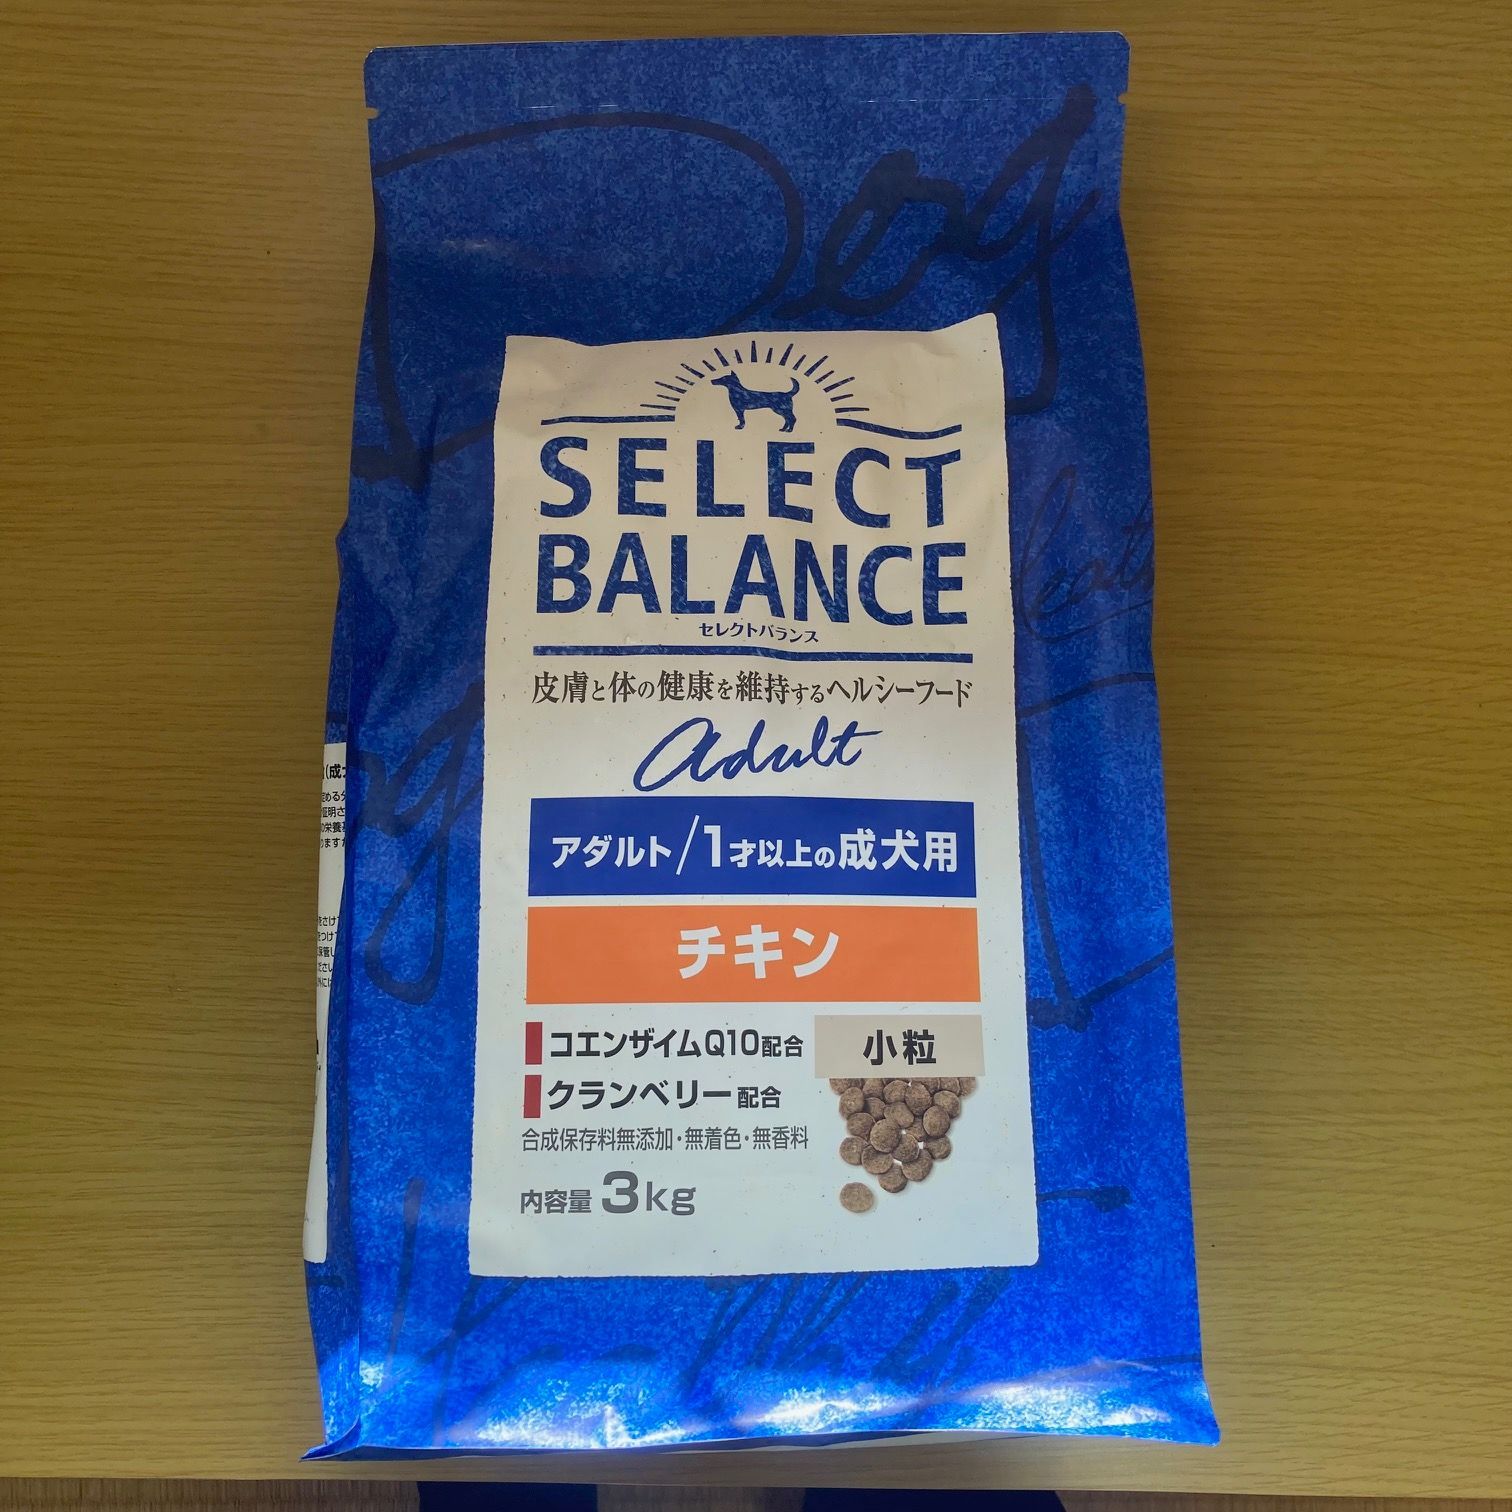 Dog
SELECT
BALANCE
セレクトバランス
皮膚と体の健康を維持するヘルシーフード
adult
アダルト/1才以上の成犬用
チキン
コエンザイムQ10配合
小粒
クランベリー配合
合成保存料無添加・無着色・無香料
内容量 3kg